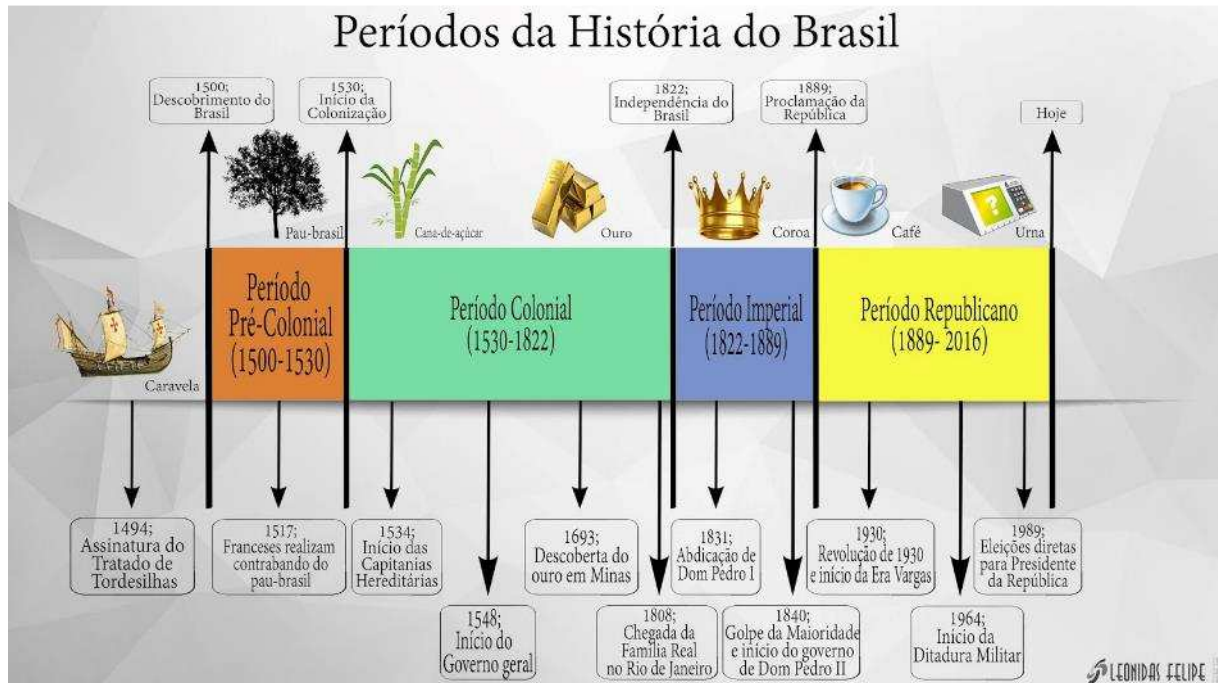 Períodos da História do Brasil
1500;
Descobrimento do
Brasil
1530;
Início da
Colonização
1822;
Independência do
Brasil
1889;
Proclamação da
República
Hoje
Pau-brasil
Cana-de-açúcar
Ouro
Coroa
Café
Urna
Caravela
Período
Pré-Colonial
(1500-1530)
Período Colonial
(1530-1822)
Período Imperial
(1822-1889)
Período Republicano
(1889- 2016)
1494;
Assinatura do
Tratado de
Tordesilhas
1517;
Franceses realizam
contrabando do
pau-brasil
1534;
Início das
Capitanias
Hereditárias
1548;
Início do
Governo geral
1693;
Descoberta do
ouro em Minas
1808;
Chegada da
Família Real
no Rio de Janeiro
1831;
Abdicação de
Dom Pedro I
1840;
Golpe da Maioridade
e início do governo
de Dom Pedro II
1930;
Revolução de 1930
e início da Era Vargas
1964;
Início da
Ditadura Militar
1989;
Eleições diretas
para Presidente
da República
LEONIDAS FELIPE